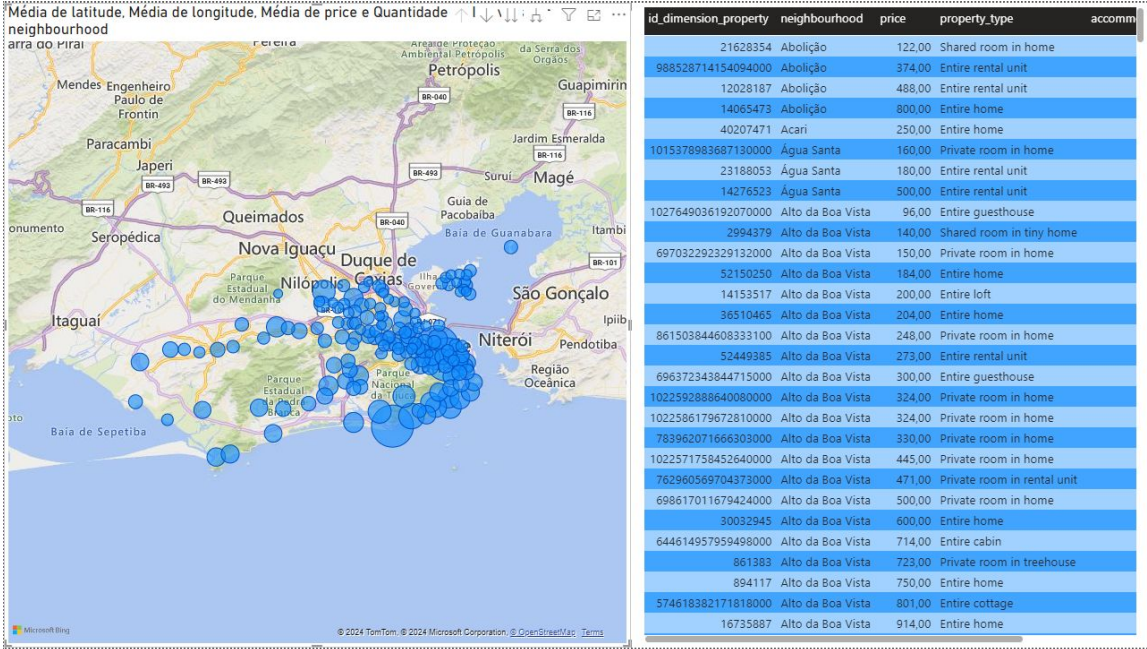 Média de latitude, Média de longitude, Média de price e Quantidade
neighbourhood
Pereira
Área de Proteção
Ambiental Petrópolis
da Serra dos
Órgãos
Petrópolis
Mendes
Engenheiro
Paulo de
Frontin
BR-040
Guapimirim
BR-116
Paracambi
Jardim Esmeralda
BR-116
Japeri
BR-493
BR-493
BR-493
Suruí
Magé
BR-116
Queimados
Guia de
Pacobaíba
BR-040
Baía de Guanabara
Itambi
onumento
Seropédica
Nova Iguaçu
Duque de
Caxias
BR-101
Parque
Estadual
do Mendanha
Nilópolis
Ilha
São Gonçalo
Itaguaí
Niterói
Pendotiba
Região
Oceânica
Parque
Estadual
da Pedra
Branca
Parque
Nacional
da Tijuca
Baia de Sepetiba
Microsoft Bing
© 2024 TomTom, © 2024 Microsoft Corporation, © OpenStreetMap Terms
id_dimension_property neighbourhood price property_type accomm
21628354 Abolição 122,00 Shared room in home
988528714154094000 Abolição 374,00 Entire rental unit
12028187 Abolição 488,00 Entire rental unit
14065473 Abolição 800,00 Entire home
40207471 Acari 250,00 Entire home
1015378983687130000 Água Santa 160,00 Private room in home
23188053 Água Santa 180,00 Entire rental unit
14276523 Água Santa 500,00 Entire rental unit
1027649036192070000 Alto da Boa Vista 96,00 Entire guesthouse
2994379 Alto da Boa Vista 140,00 Shared room in tiny home
697032292329132000 Alto da Boa Vista 150,00 Private room in home
52150250 Alto da Boa Vista 184,00 Entire home
14153517 Alto da Boa Vista 200,00 Entire loft
36510465 Alto da Boa Vista 204,00 Entire home
861503844608333100 Alto da Boa Vista 248,00 Private room in home
52449385 Alto da Boa Vista 273,00 Entire rental unit
696372343844715000 Alto da Boa Vista 300,00 Entire guesthouse
1022592888640080000 Alto da Boa Vista 324,00 Private room in home
1022586179672810000 Alto da Boa Vista 324,00 Private room in home
783962071666303000 Alto da Boa Vista 330,00 Private room in home
1022571758452640000 Alto da Boa Vista 445,00 Private room in home
762960569704373000 Alto da Boa Vista 471,00 Private room in rental unit
698617011679424000 Alto da Boa Vista 500,00 Private room in home
30032945 Alto da Boa Vista 600,00 Entire home
644614957959498000 Alto da Boa Vista 714,00 Entire cabin
861383 Alto da Boa Vista 723,00 Private room in treehouse
894117 Alto da Boa Vista 750,00 Entire home
574618382171818000 Alto da Boa Vista 801,00 Entire cottage
16735887 Alto da Boa Vista 914,00 Entire home